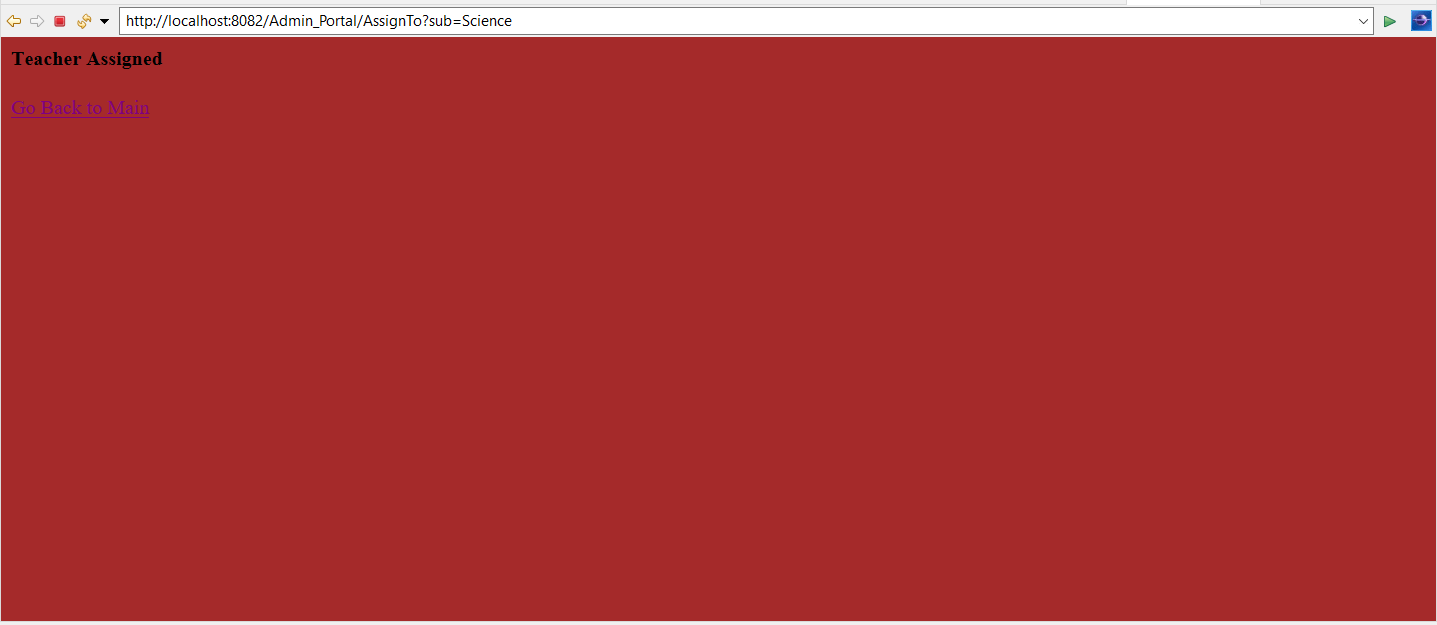 http://localhost:8082/Admin_Portal/AssignTo?sub=Science
Teacher Assigned
Go Back to Main